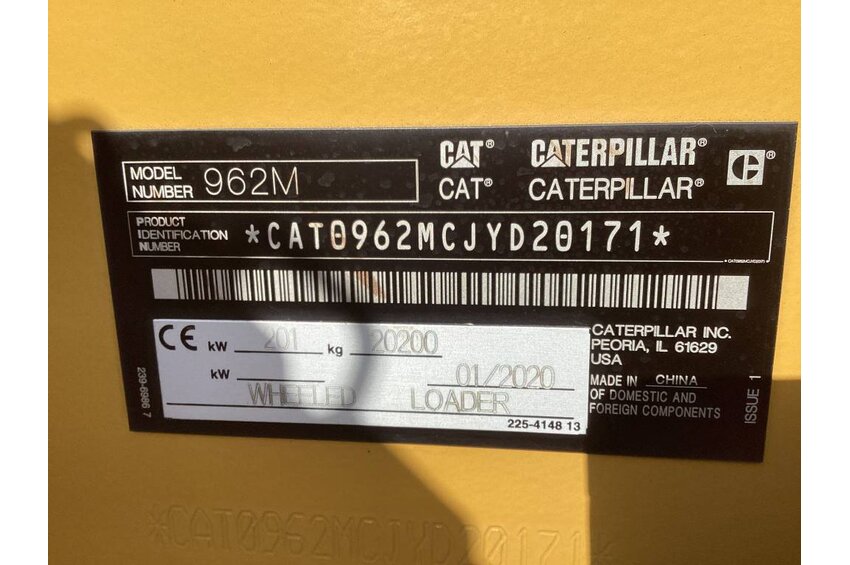 MODEL NUMBER 962M
CAT® CATERPILLAR®
CAT® CATERPILLAR®
PRODUCT IDENTIFICATION NUMBER *CAT0962MCJYD20171*
*CAT0962MCJYD20171*
CE kW 201 kg 20200
kW 01/2020
WHEELED LOADER
225-4148 13
CATERPILLAR INC.
PEORIA, IL 61629
USA
MADE IN CHINA
OF DOMESTIC AND
FOREIGN COMPONENTS
239-6986 7
ISSUE 1
*CAT0962MCJYD20171*